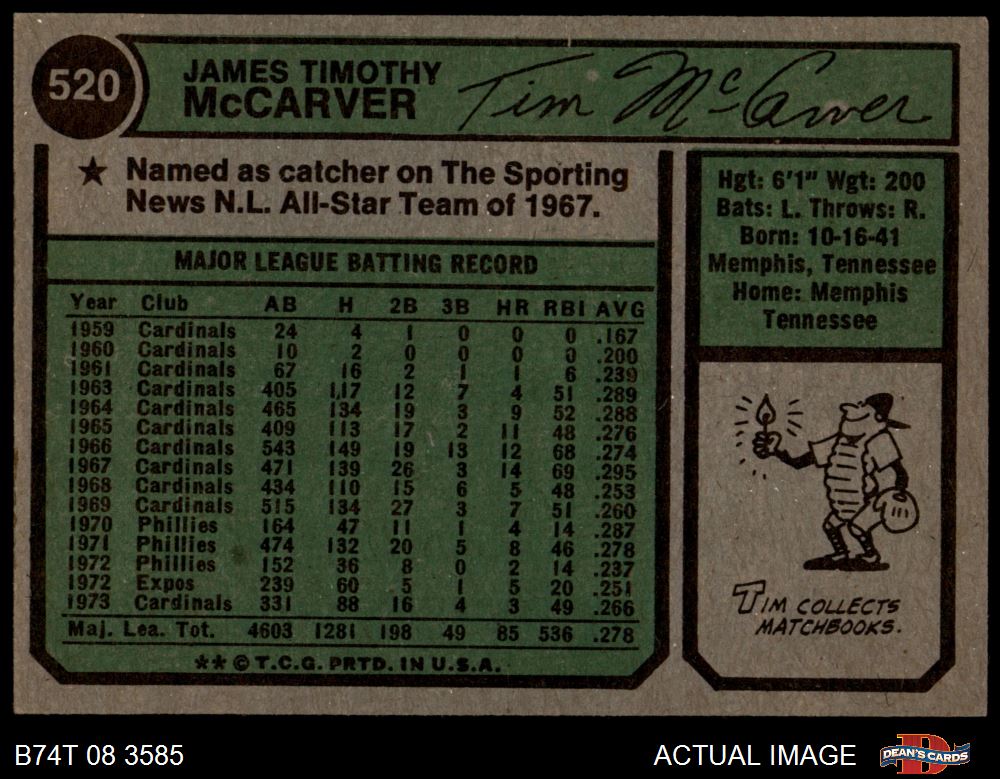 520
JAMES TIMOTHY
McCARVER
Tim McCarver
★ Named as catcher on The Sporting
News N.L. All-Star Team of 1967.
MAJOR LEAGUE BATTING RECORD
Year Club AB H 2B 3B HR RBI AVG
1959 Cardinals 24 4 1 0 0 0 .167
1960 Cardinals 10 2 0 0 0 0 .200
1961 Cardinals 67 16 2 1 1 6 .239
1963 Cardinals 405 117 12 7 4 51 .289
1964 Cardinals 465 134 19 3 9 52 .288
1965 Cardinals 409 113 17 2 11 48 .276
1966 Cardinals 543 149 19 13 12 68 .274
1967 Cardinals 471 139 26 3 14 69 .295
1968 Cardinals 434 110 15 6 5 48 .253
1969 Cardinals 515 134 27 3 7 51 .260
1970 Phillies 164 47 11 1 4 14 .287
1971 Phillies 474 132 20 5 8 46 .278
1972 Phillies 152 36 8 0 2 14 .237
1972 Expos 239 60 5 1 5 20 .251
1973 Cardinals 331 88 16 4 3 49 .266
Maj. Lea. Tot. 4603 1281 198 49 85 536 .278
** © T.C.G. PRTD. IN U.S.A.
Hgt: 6'1" Wgt: 200
Bats: L. Throws: R.
Born: 10-16-41
Memphis, Tennessee
Home: Memphis
Tennessee
TIM COLLECTS
MATCHBOOKS.
B74T 08 3585
ACTUAL IMAGE
DEAN'S CARDS